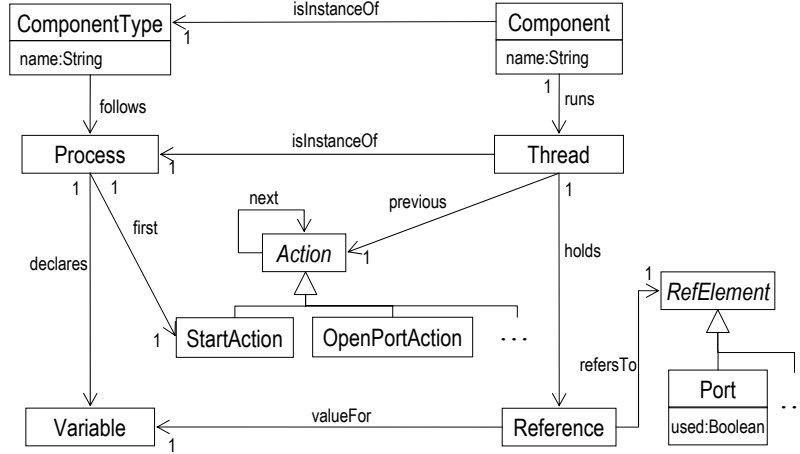 ComponentType
name:String
isInstanceOf
1
Component
name:String
1
follows
runs
Process
isInstanceOf
1
Thread
1
1
1
next
previous
first
Action
1
declares
holds
1
RefElement
1
StartAction
OpenPortAction
...
refersTo
Port
used:Boolean
...
Variable
valueFor
1
Reference